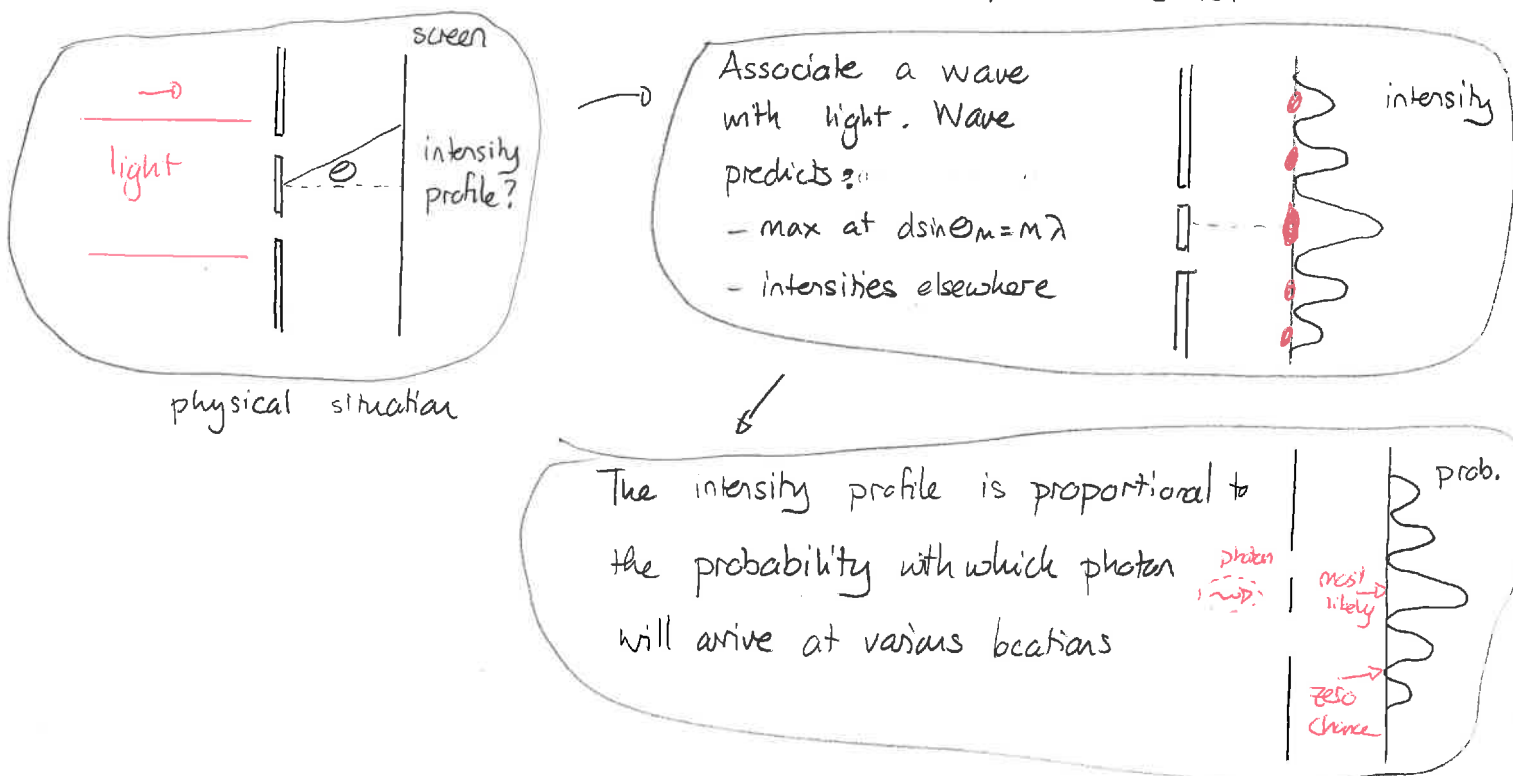 screen
light
θ
intensity
profile?
physical situation
Associate a wave
with light. Wave
predicts:
- max at dsinθm = mλ
- intensities elsewhere
intensity
The intensity profile is proportional to
the probability with which photon
will arrive at various locations
photon
most
likely
zero
chance
prob.